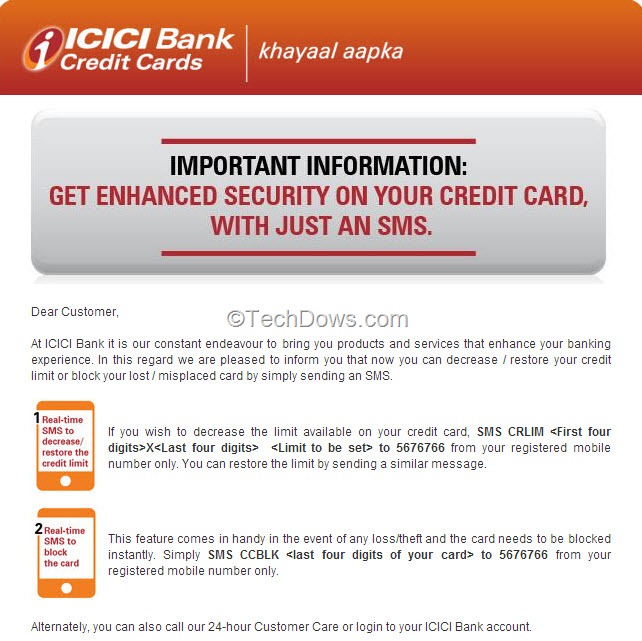 ICICI Bank
Credit Cards
khayaal aapka
IMPORTANT INFORMATION:
GET ENHANCED SECURITY ON YOUR CREDIT CARD,
WITH JUST AN SMS.
Dear Customer,
©TechDows.com
At ICICI Bank it is our constant endeavour to bring you products and services that enhance your banking
experience. In this regard we are pleased to inform you that now you can decrease / restore your credit
limit or block your lost / misplaced card by simply sending an SMS.
1 Real-time
SMS to
decrease/
restore the
credit limit
If you wish to decrease the limit available on your credit card, SMS CRLIM <First four
digits>X<Last four digits> <Limit to be set> to 5676766 from your registered mobile
number only. You can restore the limit by sending a similar message.
2 Real-time
SMS to
block
the card
This feature comes in handy in the event of any loss/theft and the card needs to be blocked
instantly. Simply SMS CCBLK <last four digits of your card> to 5676766 from your
registered mobile number only.
Alternately, you can also call our 24-hour Customer Care or login to your ICICI Bank account.